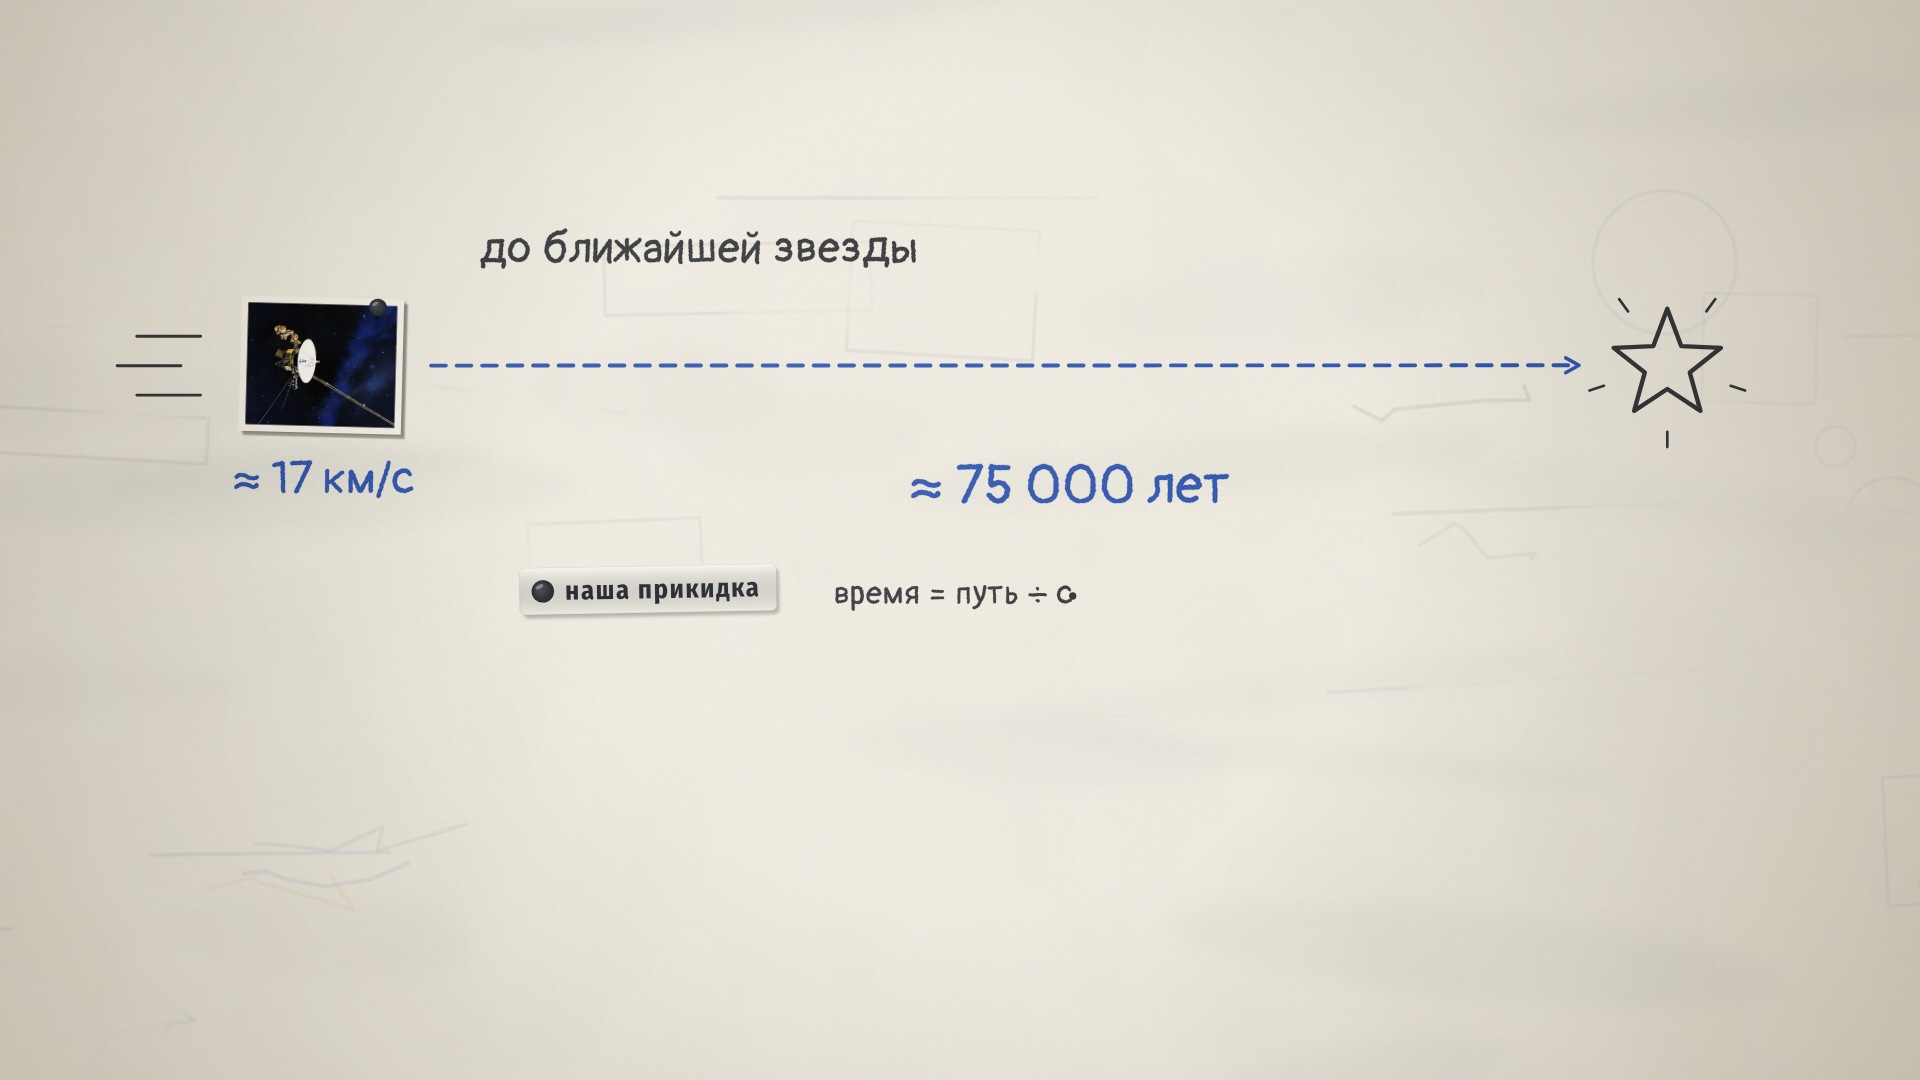 до ближайшей звезды
≈ 17 км/с
≈ 75 000 лет
наша прикидка
время = путь ÷ с